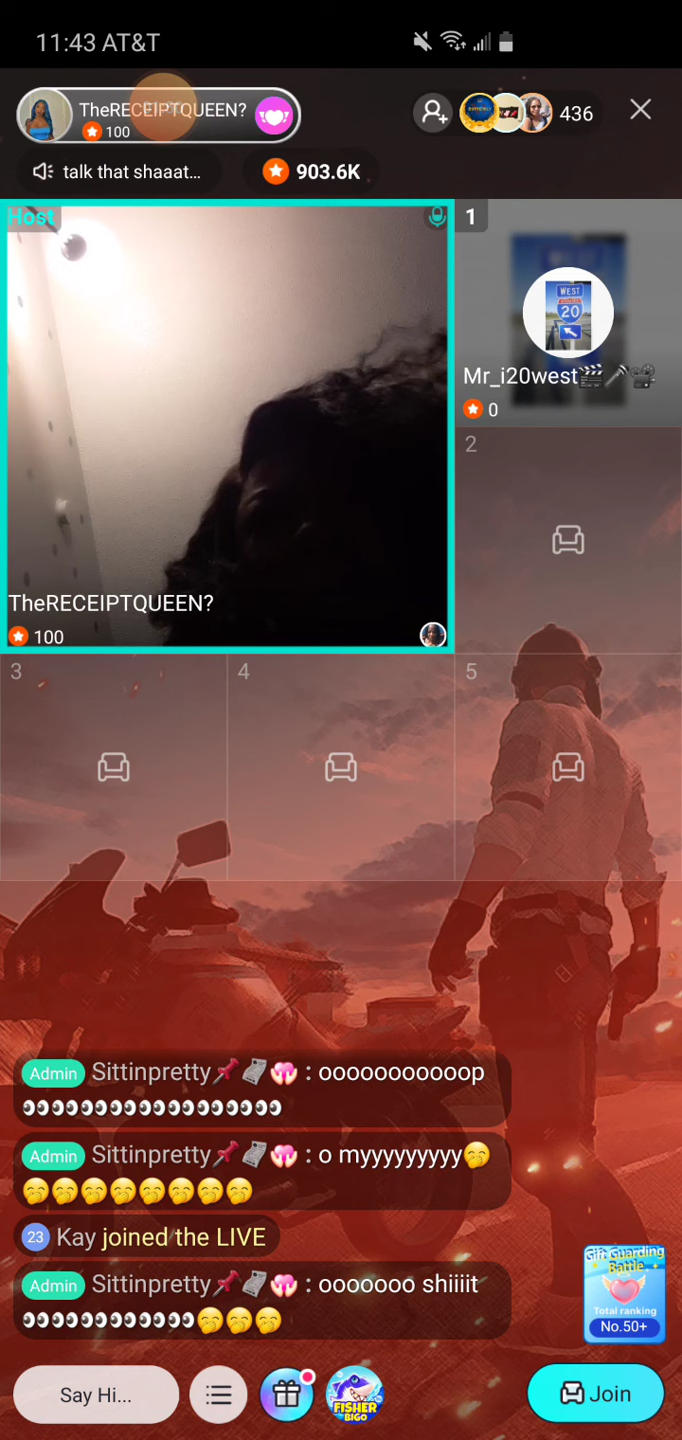 11:43 AT&T
TheRECEIPTQUEEN?
100
436
talk that shaaat...
903.6K
Host
1
WEST
20
Mr_i20west🎬🎤📽
0
2
TheRECEIPTQUEEN?
100
3
4
5
Admin Sittinpretty📌🗞💝 : oooooooooooop
👀👀👀👀👀👀👀👀👀👀👀👀👀👀👀👀👀👀
Admin Sittinpretty📌🗞💝 : o myyyyyyyyy🤭
🤭🤭🤭🤭🤭🤭🤭🤭
23 Kay joined the LIVE
Admin Sittinpretty📌🗞💝 : ooooooo shiiiit
👀👀👀👀👀👀👀👀👀👀👀👀🤭🤭🤭
Gift Guarding
Battle
Total ranking
No.50+
Say Hi...
FISHER
BIGO
Join